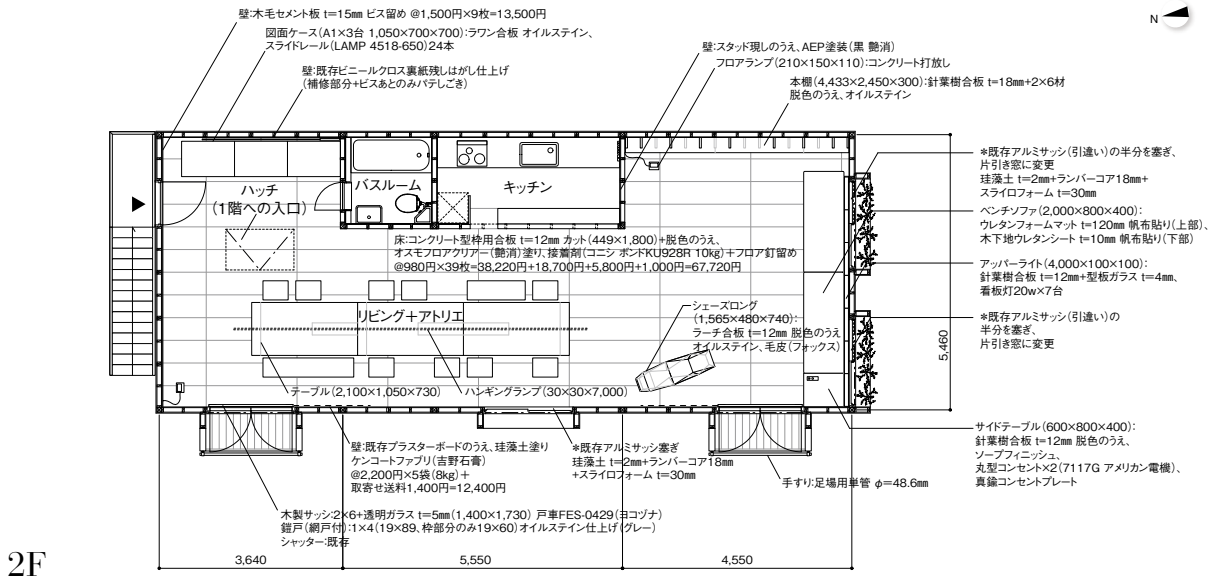 壁:木毛セメント板 t=15mm ビス留め @1,500円×9枚=13,500円
図面ケース(A1×3台 1,050×700×700):ラワン合板 オイルステイン、
スライドレール(LAMP 4518-650)24本
壁:既存ビニールクロス裏紙残しはがし仕上げ
(補修部分+ビスあとのみパテしごき)
N
壁:スタッド現しのうえ、AEP塗装(黒 艶消)
フロアランプ(210×150×110):コンクリート打放し
本棚(4,433×2,450×300):針葉樹合板 t=18mm+2×6材
脱色のうえ、オイルステイン
*既存アルミサッシ(引違い)の半分を塞ぎ、
片引き窓に変更
珪藻土 t=2mm+ランバーコア18mm+
スタイロフォーム t=30mm
ベンチソファ(2,000×800×400):
ウレタンフォームマット t=120mm 帆布貼り(上部)、
木下地ウレタンシート t=10mm 帆布貼り(下部)
アッパーライト(4,000×100×100):
針葉樹合板 t=12mm+型板ガラス t=4mm、
看板灯20w×7台
*既存アルミサッシ(引違い)の
半分を塞ぎ、
片引き窓に変更
ハッチ
(1階への入口)
バスルーム
キッチン
床:コンクリート型枠用合板 t=12mm カット(449×1,800)+脱色のうえ、
オスモフロアクリアー(艶消)塗り、接着剤(コニシ ボンドKU928R 10kg)+フロア釘留め
@980円×39枚=38,220円+18,700円+5,800円+1,000円=67,720円
リビング+アトリエ
シェーズロング
(1,565×480×740):
ラーチ合板 t=12mm 脱色のうえ
オイルステイン、毛皮(フォックス)
5,460
テーブル(2,100×1,050×730)
ハンギングランプ(30×30×7,000)
壁:既存プラスターボードのうえ、珪藻土塗り
ケンコートファブリ(吉野石膏)
@2,200円×5袋(8kg)+
取寄せ送料1,400円=12,400円
*既存アルミサッシ塞ぎ
珪藻土 t=2mm+ランバーコア18mm
+スタイロフォーム t=30mm
サイドテーブル(600×800×400):
針葉樹合板 t=12mm 脱色のうえ、
ソープフィニッシュ、
丸型コンセント×2(7117G アメリカン電機)、
真鍮コンセントプレート
手すり:足場用単管 φ=48.6mm
木製サッシ:2×6+透明ガラス t=5mm(1,400×1,730) 戸車FES-0429(ヨコヅナ)
鎧戸(網戸付):1×4(19×89、枠部分のみ19×60)オイルステイン仕上げ(グレー)
シャッター:既存
3,640
5,550
4,550
2F